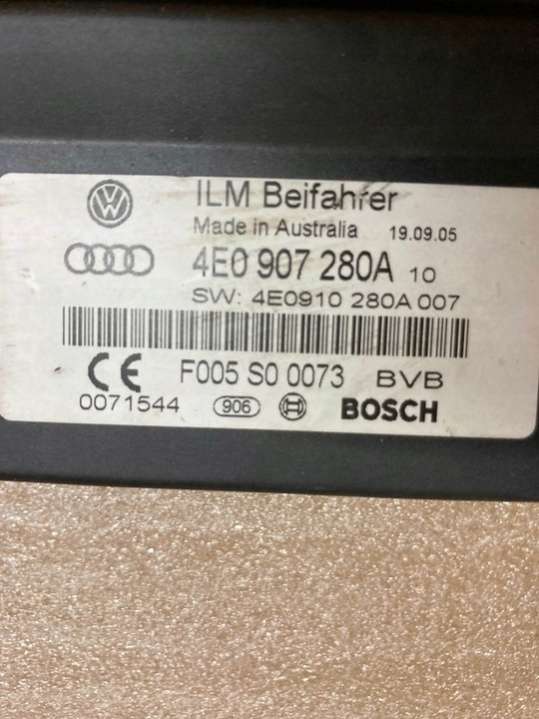 ILM Beifahrer
Made in Australia 19.09.05
4E0 907 280A 10
SW: 4E0910 280A 007
CE F005 S0 0073 BVB
0071544 906 BOSCH